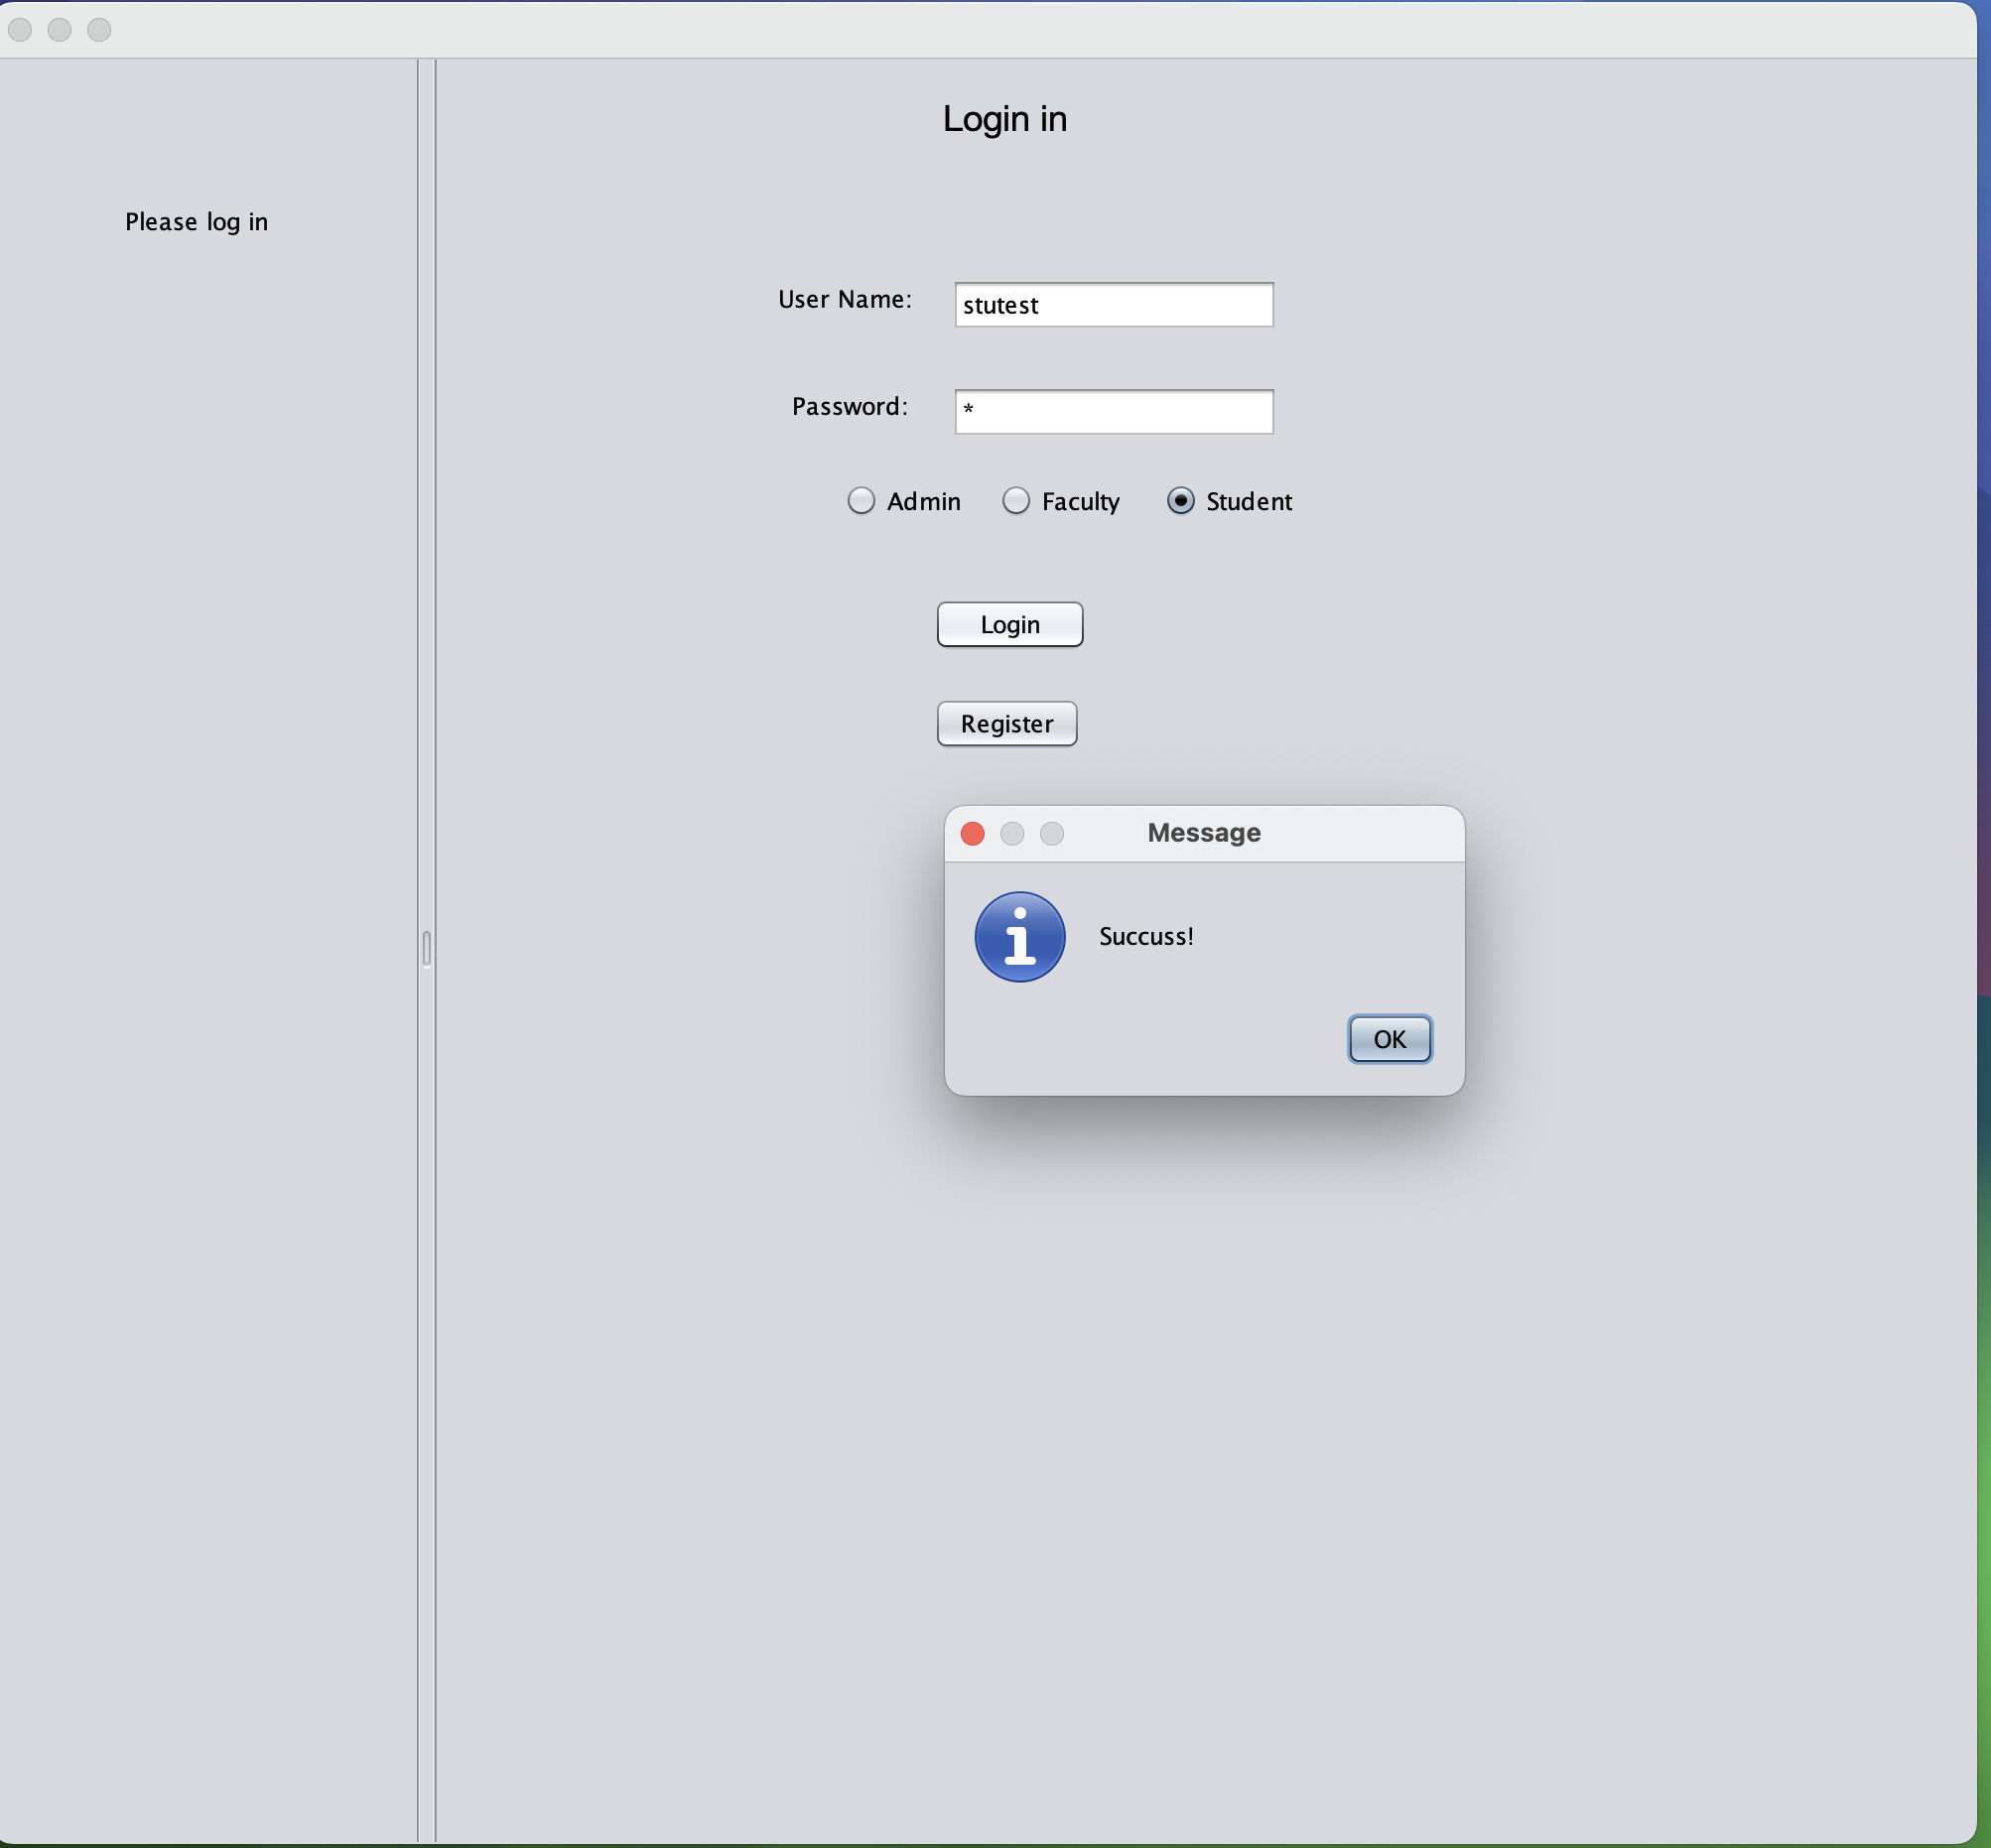 Login in
Please log in
User Name: stutest
Password: *
Admin Faculty Student
Login
Register
Message
Succuss!
OK